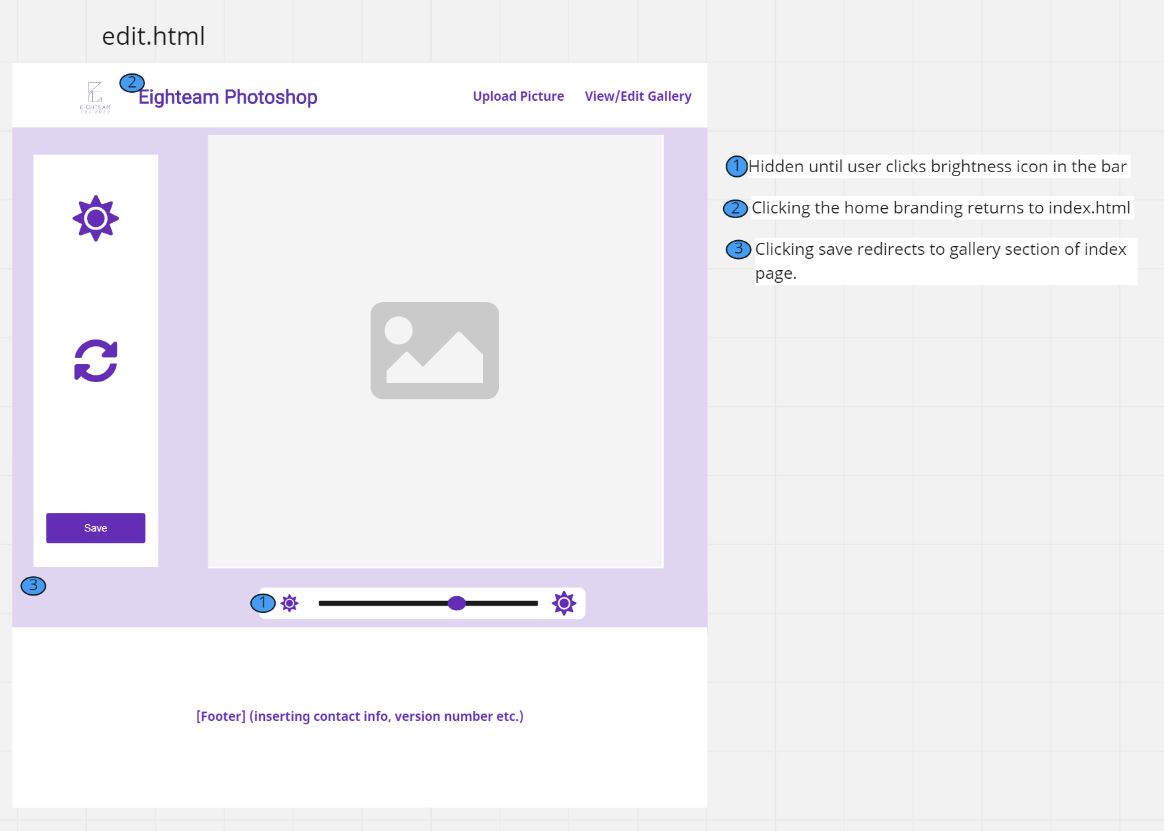 edit.html
2
Eighteam Photoshop
Upload Picture
View/Edit Gallery
EIGHTEAM
1 Hidden until user clicks brightness icon in the bar
2 Clicking the home branding returns to index.html
3 Clicking save redirects to gallery section of index
page.
Save
3
1
[Footer] (inserting contact info, version number etc.)